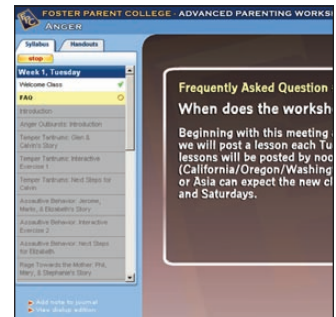 FOSTER PARENT COLLEGE - ADVANCED PARENTING WORKS
ANGER
Syllabus
Handouts
stop
Week 1, Tuesday
Welcome Class
FAQ
Introduction
Anger Outbursts: Introduction
Temper Tantrums: Glen &
Calvin's Story
Temper Tantrums: Interactive
Exercise 1
Temper Tantrums: Next Steps for
Calvin
Assaultive Behavior: Jerome,
Marilu, & Elizabeth's Story
Assaultive Behavior: Interactive
Exercise 2
Assaultive Behavior: Next Steps
for Elizabeth
Rage Towards the Mother: Phil,
Mary, & Stephanie's Story
Add note to journal
View dialup edition
Frequently Asked Question
When does the worksh
Beginning with this meeting
we will post a lesson each Tu
lessons will be posted by noo
(California/Oregon/Washing
or Asia can expect the new cl
and Saturdays.